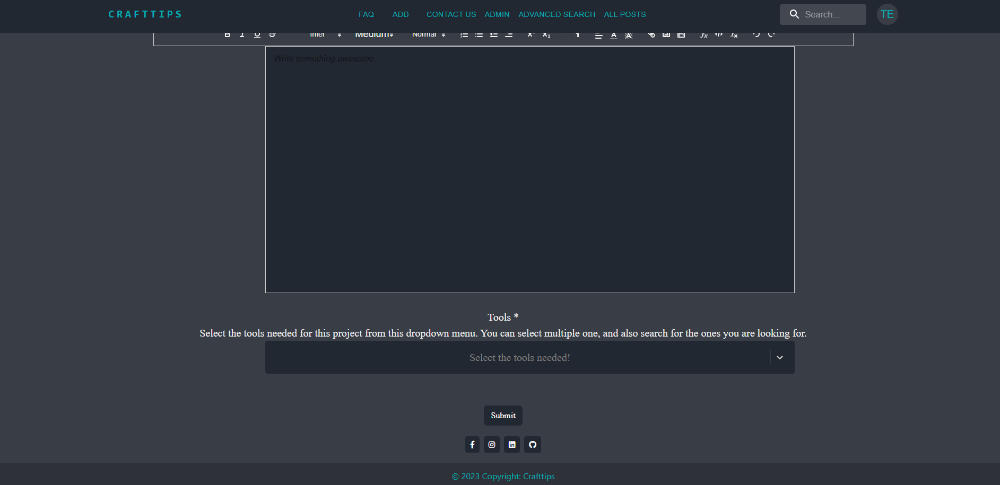 CRAFTTIPS
FAQ ADD CONTACT US ADMIN ADVANCED SEARCH ALL POSTS
Search...
TE
B I U S Inter Medium Normal
Write something awesome...
Tools *
Select the tools needed for this project from this dropdown menu. You can select multiple one, and also search for the ones you are looking for.
Select the tools needed!
Submit
© 2023 Copyright: Crafttips